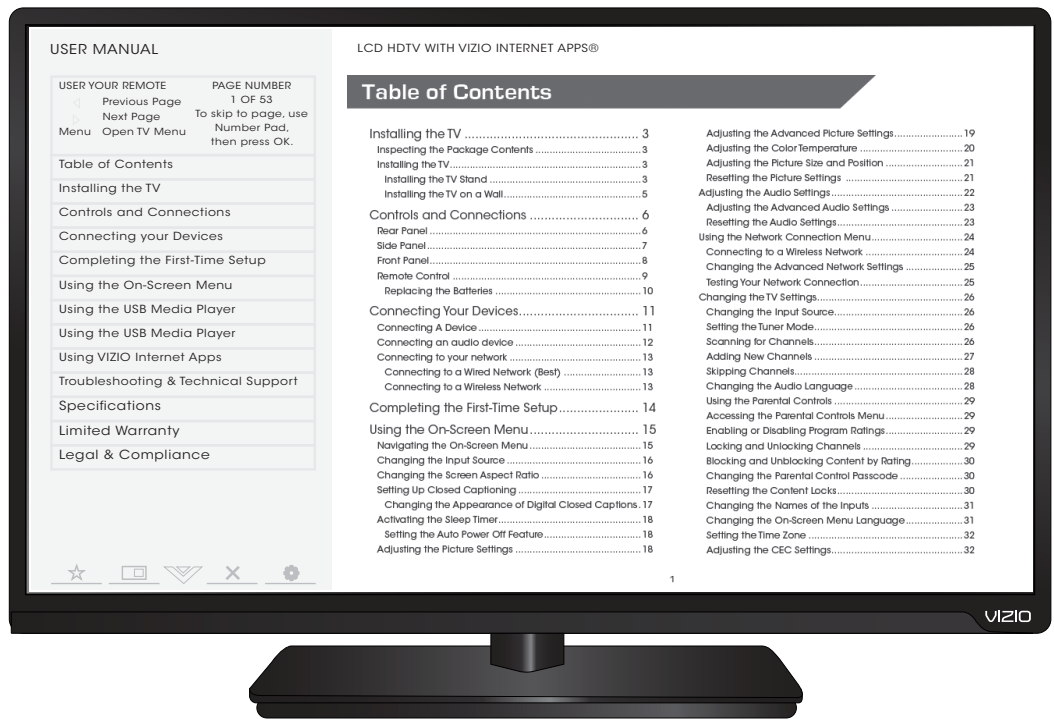 USER MANUAL
USER YOUR REMOTE
Previous Page
Next Page
Menu Open TV Menu
PAGE NUMBER
1 OF 53
To skip to page, use
Number Pad,
then press OK.
Table of Contents
Installing the TV
Controls and Connections
Connecting your Devices
Completing the First-Time Setup
Using the On-Screen Menu
Using the USB Media Player
Using the USB Media Player
Using VIZIO Internet Apps
Troubleshooting & Technical Support
Specifications
Limited Warranty
Legal & Compliance
LCD HDTV WITH VIZIO INTERNET APPS®
Table of Contents
Installing the TV ... 3
Inspecting the Package Contents ... 3
Installing the TV ... 3
Installing the TV Stand ... 3
Installing the TV on a Wall ... 5
Controls and Connections ... 6
Rear Panel ... 6
Side Panel ... 7
Front Panel ... 8
Remote Control ... 9
Replacing the Batteries ... 10
Connecting Your Devices ... 11
Connecting A Device ... 11
Connecting an audio device ... 12
Connecting to your network ... 13
Connecting to a Wired Network (Best) ... 13
Connecting to a Wireless Network ... 13
Completing the First-Time Setup ... 14
Using the On-Screen Menu ... 15
Navigating the On-Screen Menu ... 15
Changing the Input Source ... 16
Changing the Screen Aspect Ratio ... 16
Setting Up Closed Captioning ... 17
Changing the Appearance of Digital Closed Captions. 17
Activating the Sleep Timer ... 18
Setting the Auto Power Off Feature ... 18
Adjusting the Picture Settings ... 18
Adjusting the Advanced Picture Settings ... 19
Adjusting the Color Temperature ... 20
Adjusting the Picture Size and Position ... 21
Resetting the Picture Settings ... 21
Adjusting the Audio Settings ... 22
Adjusting the Advanced Audio Settings ... 23
Resetting the Audio Settings ... 23
Using the Network Connection Menu ... 24
Connecting to a Wireless Network ... 24
Changing the Advanced Network Settings ... 25
Testing Your Network Connection ... 25
Changing the TV Settings ... 26
Changing the Input Source ... 26
Setting the Tuner Mode ... 26
Scanning for Channels ... 26
Adding New Channels ... 27
Skipping Channels ... 28
Changing the Audio Language ... 28
Using the Parental Controls ... 29
Accessing the Parental Controls Menu ... 29
Enabling or Disabling Program Ratings ... 29
Locking and Unlocking Channels ... 29
Blocking and Unblocking Content by Rating ... 30
Changing the Parental Control Passcode ... 30
Resetting the Content Locks ... 30
Changing the Names of the Inputs ... 31
Changing the On-Screen Menu Language ... 31
Setting the Time Zone ... 32
Adjusting the CEC Settings ... 32
1
VIZIO